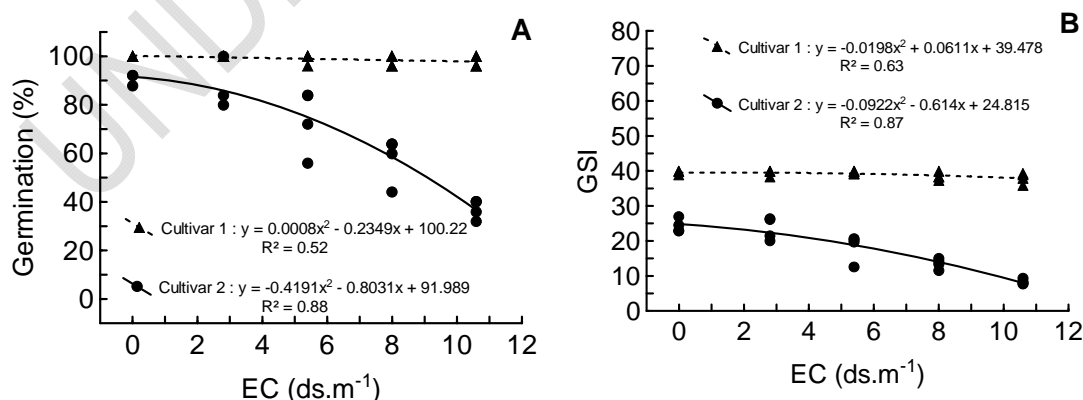 UND
A
Germination (%)
100
80
60
40
20
0
Cultivar 1 : y = 0.0008x² - 0.2349x + 100.22
R² = 0.52
Cultivar 2 : y = -0.4191x² - 0.8031x + 91.989
R² = 0.88
0 2 4 6 8 10 12
EC (ds.m⁻¹)
B
GSI
80
70
60
50
40
30
20
10
0
Cultivar 1 : y = -0.0198x² + 0.0611x + 39.478
R² = 0.63
Cultivar 2 : y = -0.0922x² - 0.614x + 24.815
R² = 0.87
0 2 4 6 8 10 12
EC (ds.m⁻¹)